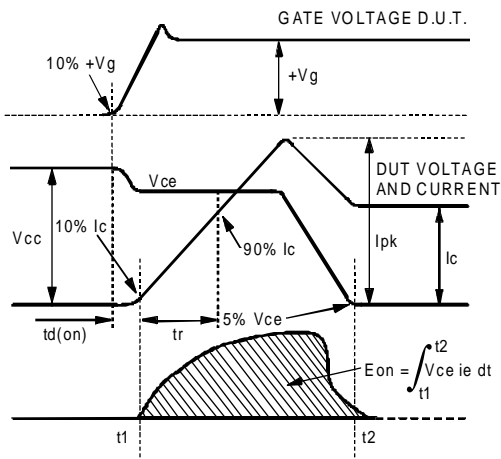 GATE VOLTAGE D.U.T.
10% +Vg
+Vg
DUT VOLTAGE
AND CURRENT
Vce
10% Ic
Vcc
90% Ic
Ipk
Ic
td(on)
tr
5% Vce
Eon = ∫ Vce ie dt
t2
t1
t1
t2